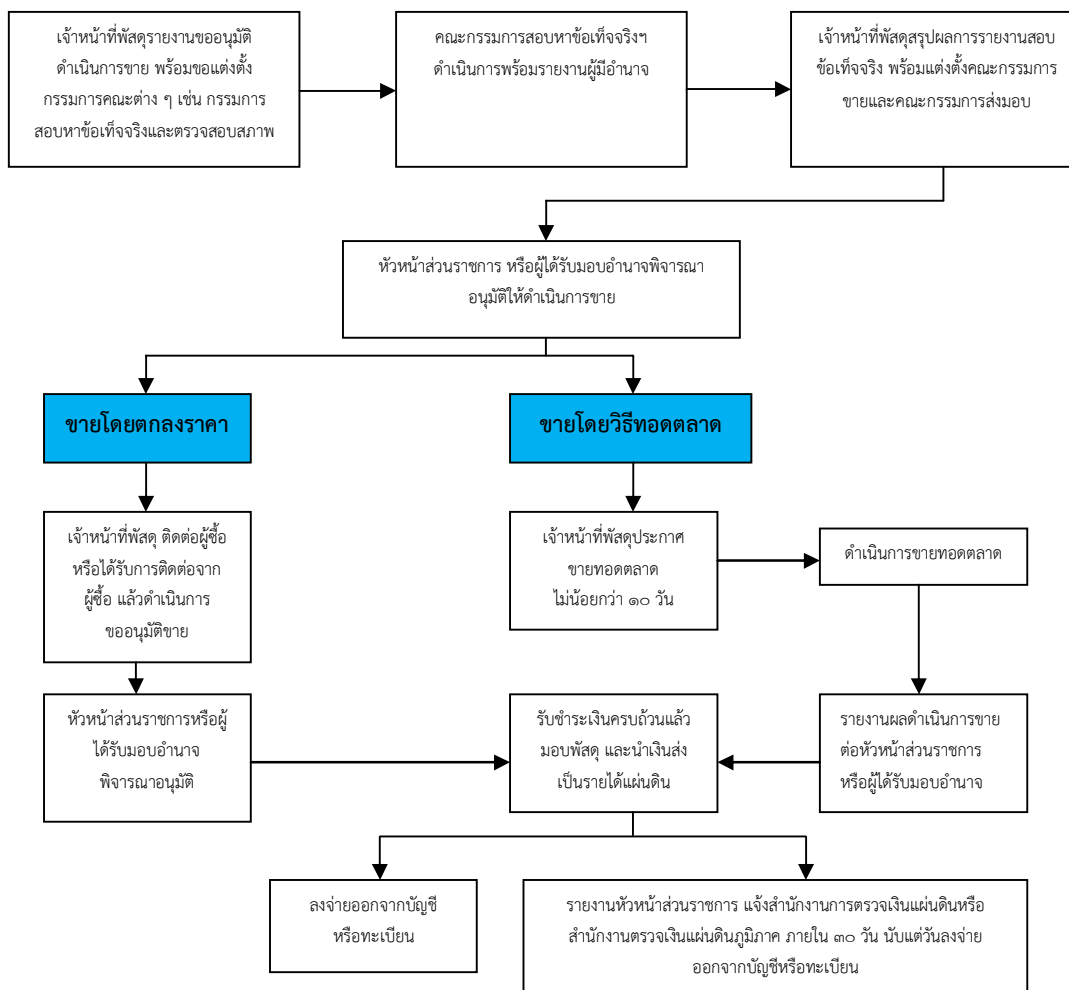 เจ้าหน้าที่พัสดุรายงานขออนุมัติ
ดำเนินการขาย พร้อมขอแต่งตั้ง
กรรมการคณะต่าง ๆ เช่น กรรมการ
สอบหาข้อเท็จจริงและตรวจสอบสภาพ
คณะกรรมการสอบหาข้อเท็จจริงฯ
ดำเนินการพร้อมรายงานผู้มีอำนาจ
เจ้าหน้าที่พัสดุสรุปผลการรายงานสอบ
ข้อเท็จจริง พร้อมแต่งตั้งคณะกรรมการ
ขายและคณะกรรมการส่งมอบ
หัวหน้าส่วนราชการ หรือผู้ได้รับมอบอำนาจพิจารณา
อนุมัติให้ดำเนินการขาย
ขายโดยตกลงราคา
ขายโดยวิธีทอดตลาด
เจ้าหน้าที่พัสดุ ติดต่อผู้ซื้อ
หรือได้รับการติดต่อจาก
ผู้ซื้อ แล้วดำเนินการ
ขออนุมัติขาย
เจ้าหน้าที่พัสดุประกาศ
ขายทอดตลาด
ไม่น้อยกว่า ๑๐ วัน
ดำเนินการขายทอดตลาด
หัวหน้าส่วนราชการหรือผู้
ได้รับมอบอำนาจ
พิจารณาอนุมัติ
รับชำระเงินครบถ้วนแล้ว
มอบพัสดุ และนำเงินส่ง
เป็นรายได้แผ่นดิน
รายงานผลดำเนินการขาย
ต่อหัวหน้าส่วนราชการ
หรือผู้ได้รับมอบอำนาจ
ลงจ่ายออกจากบัญชี
หรือทะเบียน
รายงานหัวหน้าส่วนราชการ แจ้งสำนักงานการตรวจเงินแผ่นดินหรือ
สำนักงานตรวจเงินแผ่นดินภูมิภาค ภายใน ๓๐ วัน นับแต่วันลงจ่าย
ออกจากบัญชีหรือทะเบียน